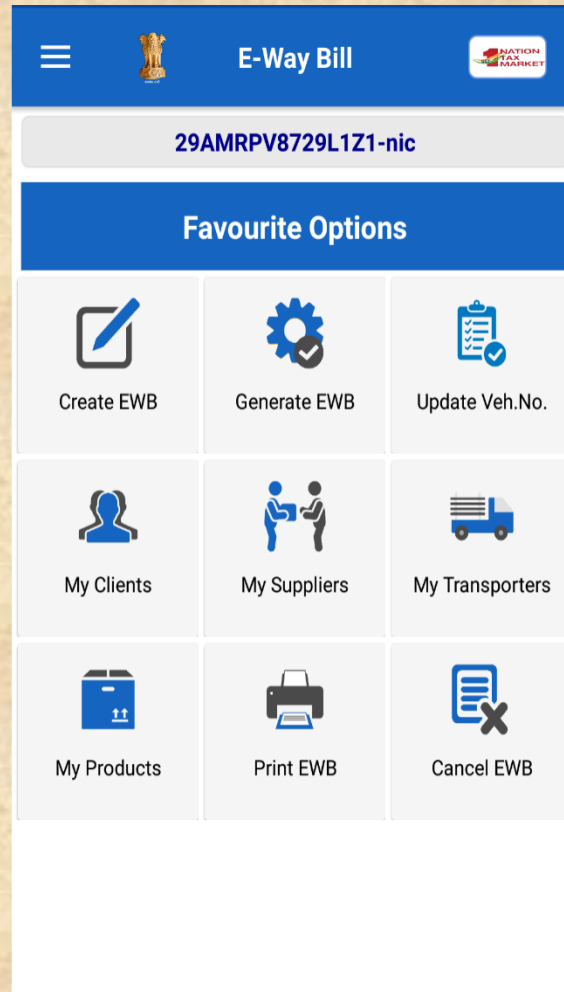 E-Way Bill
NATION
TAX
MARKET
29AMRPV8729L1Z1-nic
Favourite Options
Create EWB
Generate EWB
Update Veh.No.
My Clients
My Suppliers
My Transporters
My Products
Print EWB
Cancel EWB